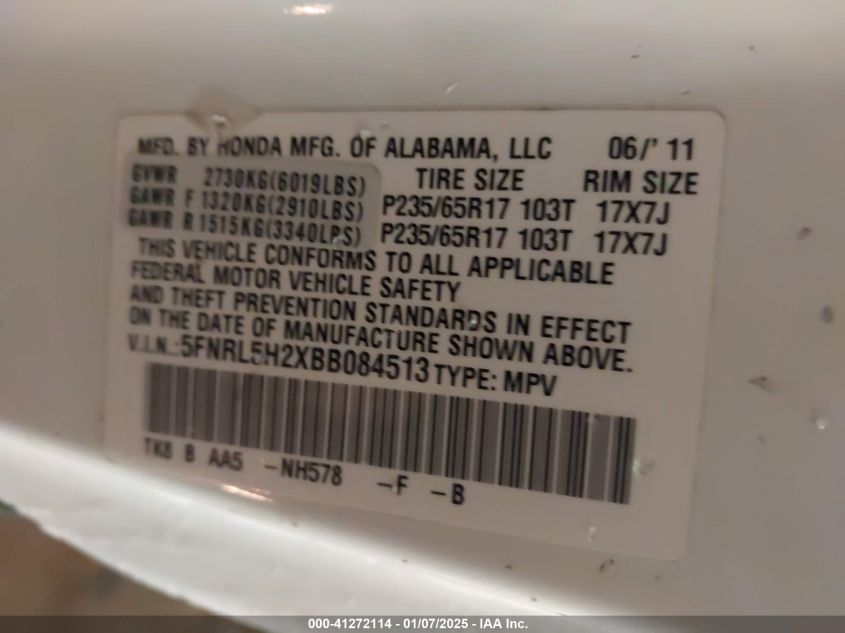 MFD. BY HONDA MFG. OF ALABAMA, LLC 06/' 11
GVWR 2730KG(6019LBS) TIRE SIZE RIM SIZE
GAWR F 1320KG(2910LBS) P235/65R17 103T 17X7J
GAWR R 1515KG(3340LBS) P235/65R17 103T 17X7J
THIS VEHICLE CONFORMS TO ALL APPLICABLE
FEDERAL MOTOR VEHICLE SAFETY
AND THEFT PREVENTION STANDARDS IN EFFECT
ON THE DATE OF MANUFACTURE SHOWN ABOVE.
V.I.N.:5FNRL5H2XBB084513 TYPE: MPV
TK8 B AA5 -NH578 -F -B
000-41272114 - 01/07/2025 - IAA Inc.